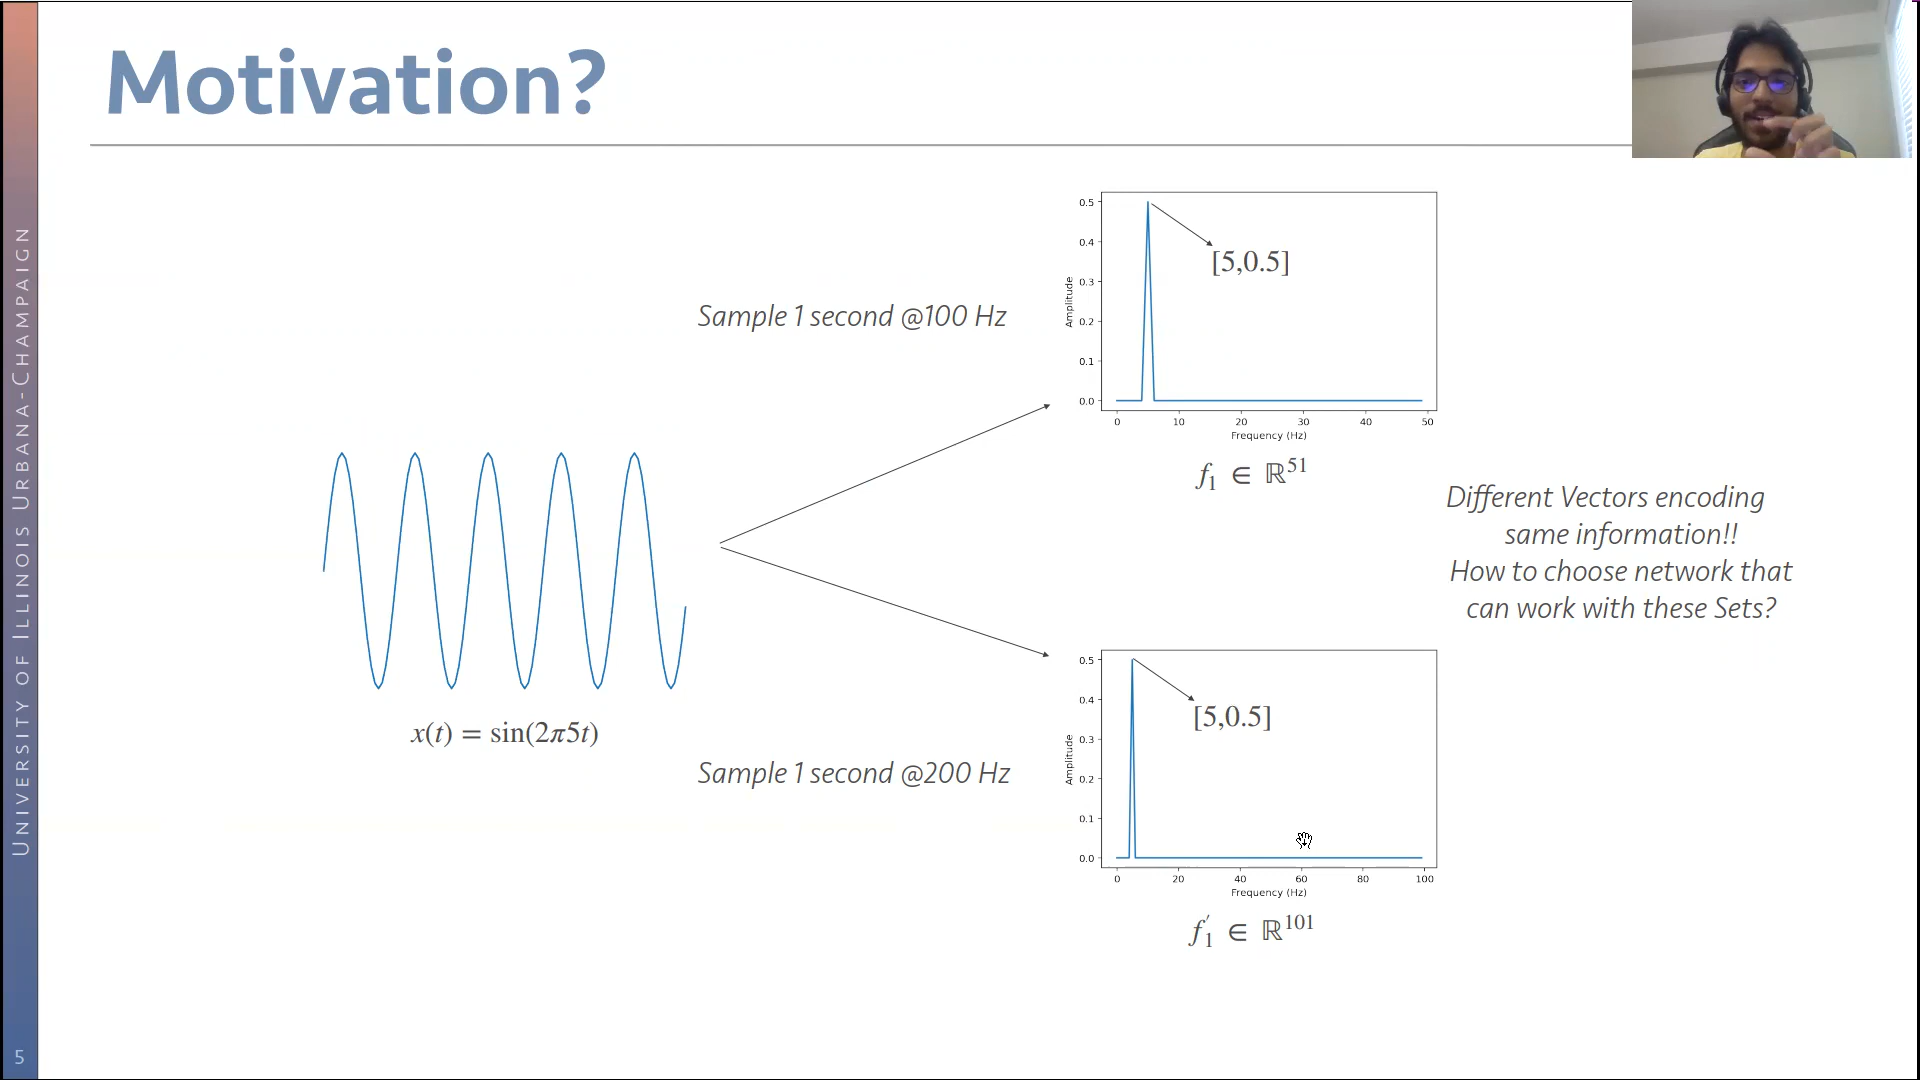 Motivation?
UNIVERSITY OF ILLINOIS URBANA-CHAMPAIGN
Sample 1 second @100 Hz
0.5
0.4
0.3
0.2
0.1
0.0
Amplitude
[5,0.5]
0 10 20 30 40 50
Frequency (Hz)
f₁ ∈ ℝ⁵¹
Different Vectors encoding
same information!!
How to choose network that
can work with these Sets?
x(t) = sin(2π5t)
Sample 1 second @200 Hz
0.5
0.4
0.3
0.2
0.1
0.0
Amplitude
[5,0.5]
0 20 40 60 80 100
Frequency (Hz)
f₁′ ∈ ℝ¹⁰¹
5